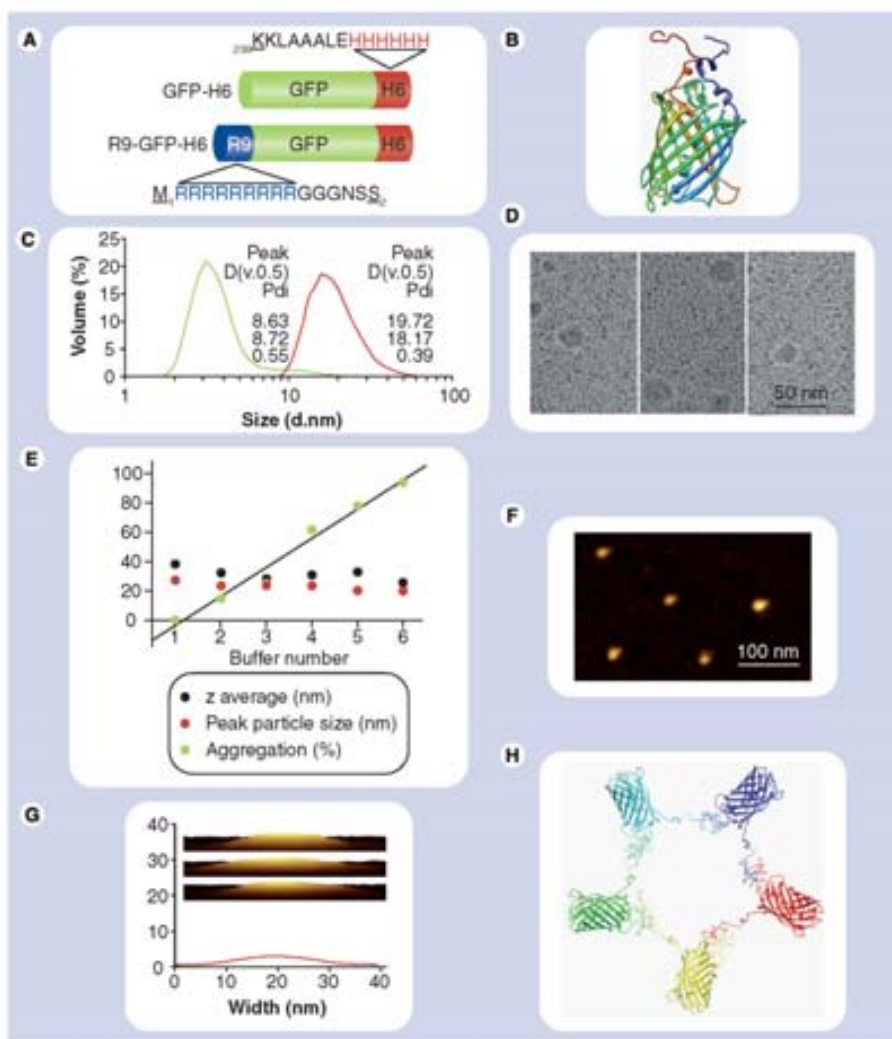 A
KKLAAALEHHHHHH
GFP-H6
GFP
H6
R9-GFP-H6
R9
GFP
H6
M1RRRRRRRRRGGGNSS
B
C
Volume (%)
25
20
15
10
5
0
Peak
D(v.0.5)
Pdi
8.63
8.72
0.55
Peak
D(v.0.5)
Pdi
19.72
18.17
0.39
1
10
100
Size (d.nm)
D
50 nm
E
100
80
60
40
20
0
1
2
3
4
5
6
Buffer number
z average (nm)
Peak particle size (nm)
Aggregation (%)
F
100 nm
G
40
30
20
10
0
0
10
20
30
40
Width (nm)
H